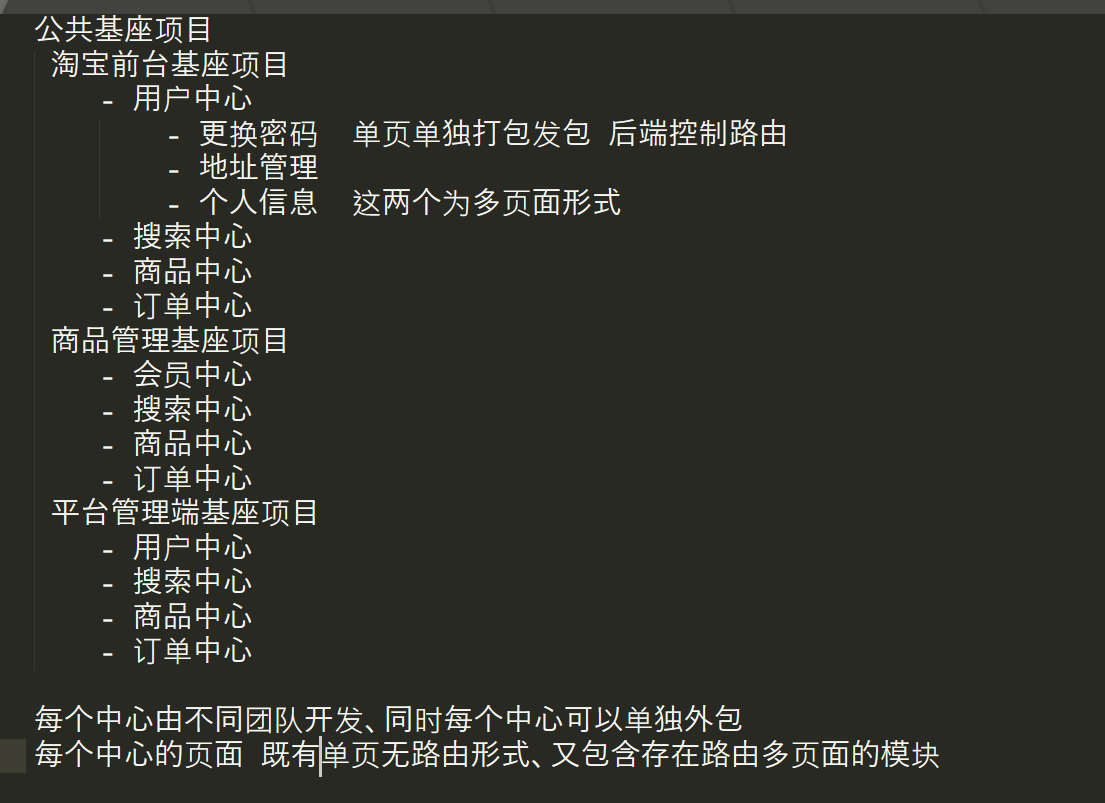 公共基座项目
淘宝前台基座项目
- 用户中心
- 更换密码 单页单独打包发包 后端控制路由
- 地址管理
- 个人信息 这两个为多页面形式
- 搜索中心
- 商品中心
- 订单中心
商品管理基座项目
- 会员中心
- 搜索中心
- 商品中心
- 订单中心
平台管理端基座项目
- 用户中心
- 搜索中心
- 商品中心
- 订单中心
每个中心由不同团队开发、同时每个中心可以单独外包
每个中心的页面 既有单页无路由形式、又包含存在路由多页面的模块